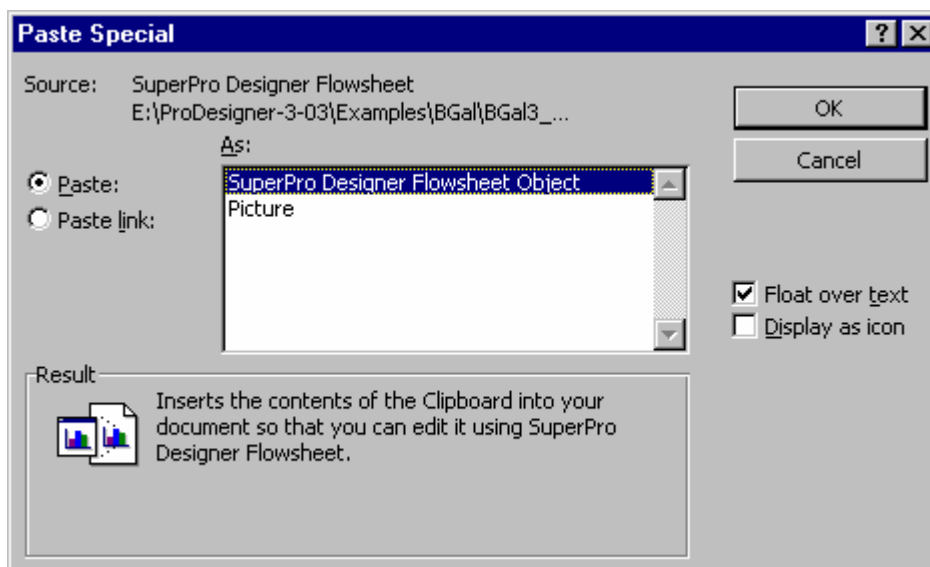 Paste Special
Source: SuperPro Designer Flowsheet
E:\ProDesigner-3-03\Examples\BGal\BGal3_...
As:
Paste:
Paste link:
SuperPro Designer Flowsheet Object
Picture
OK
Cancel
Float over text
Display as icon
Result
Inserts the contents of the Clipboard into your
document so that you can edit it using SuperPro
Designer Flowsheet.